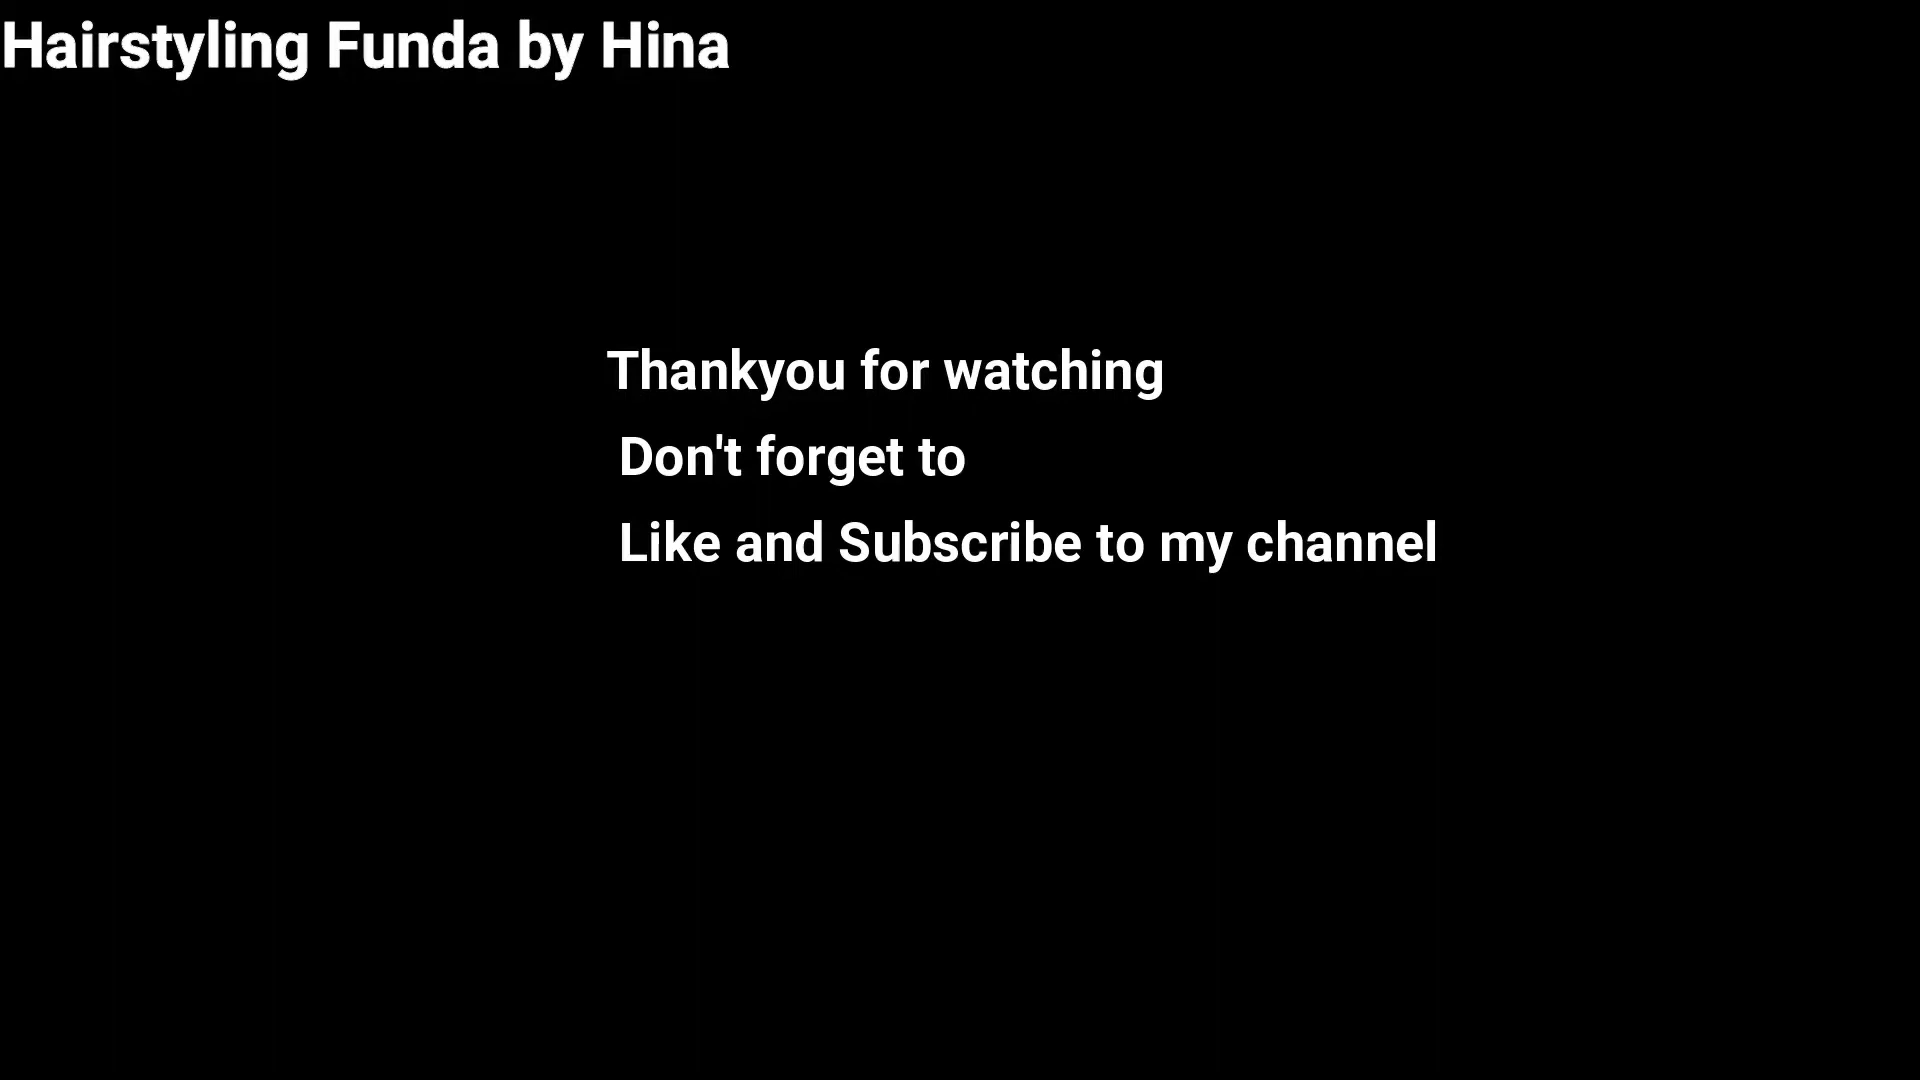 Hairstyling Funda by Hina
Thankyou for watching
Don't forget to
Like and Subscribe to my channel